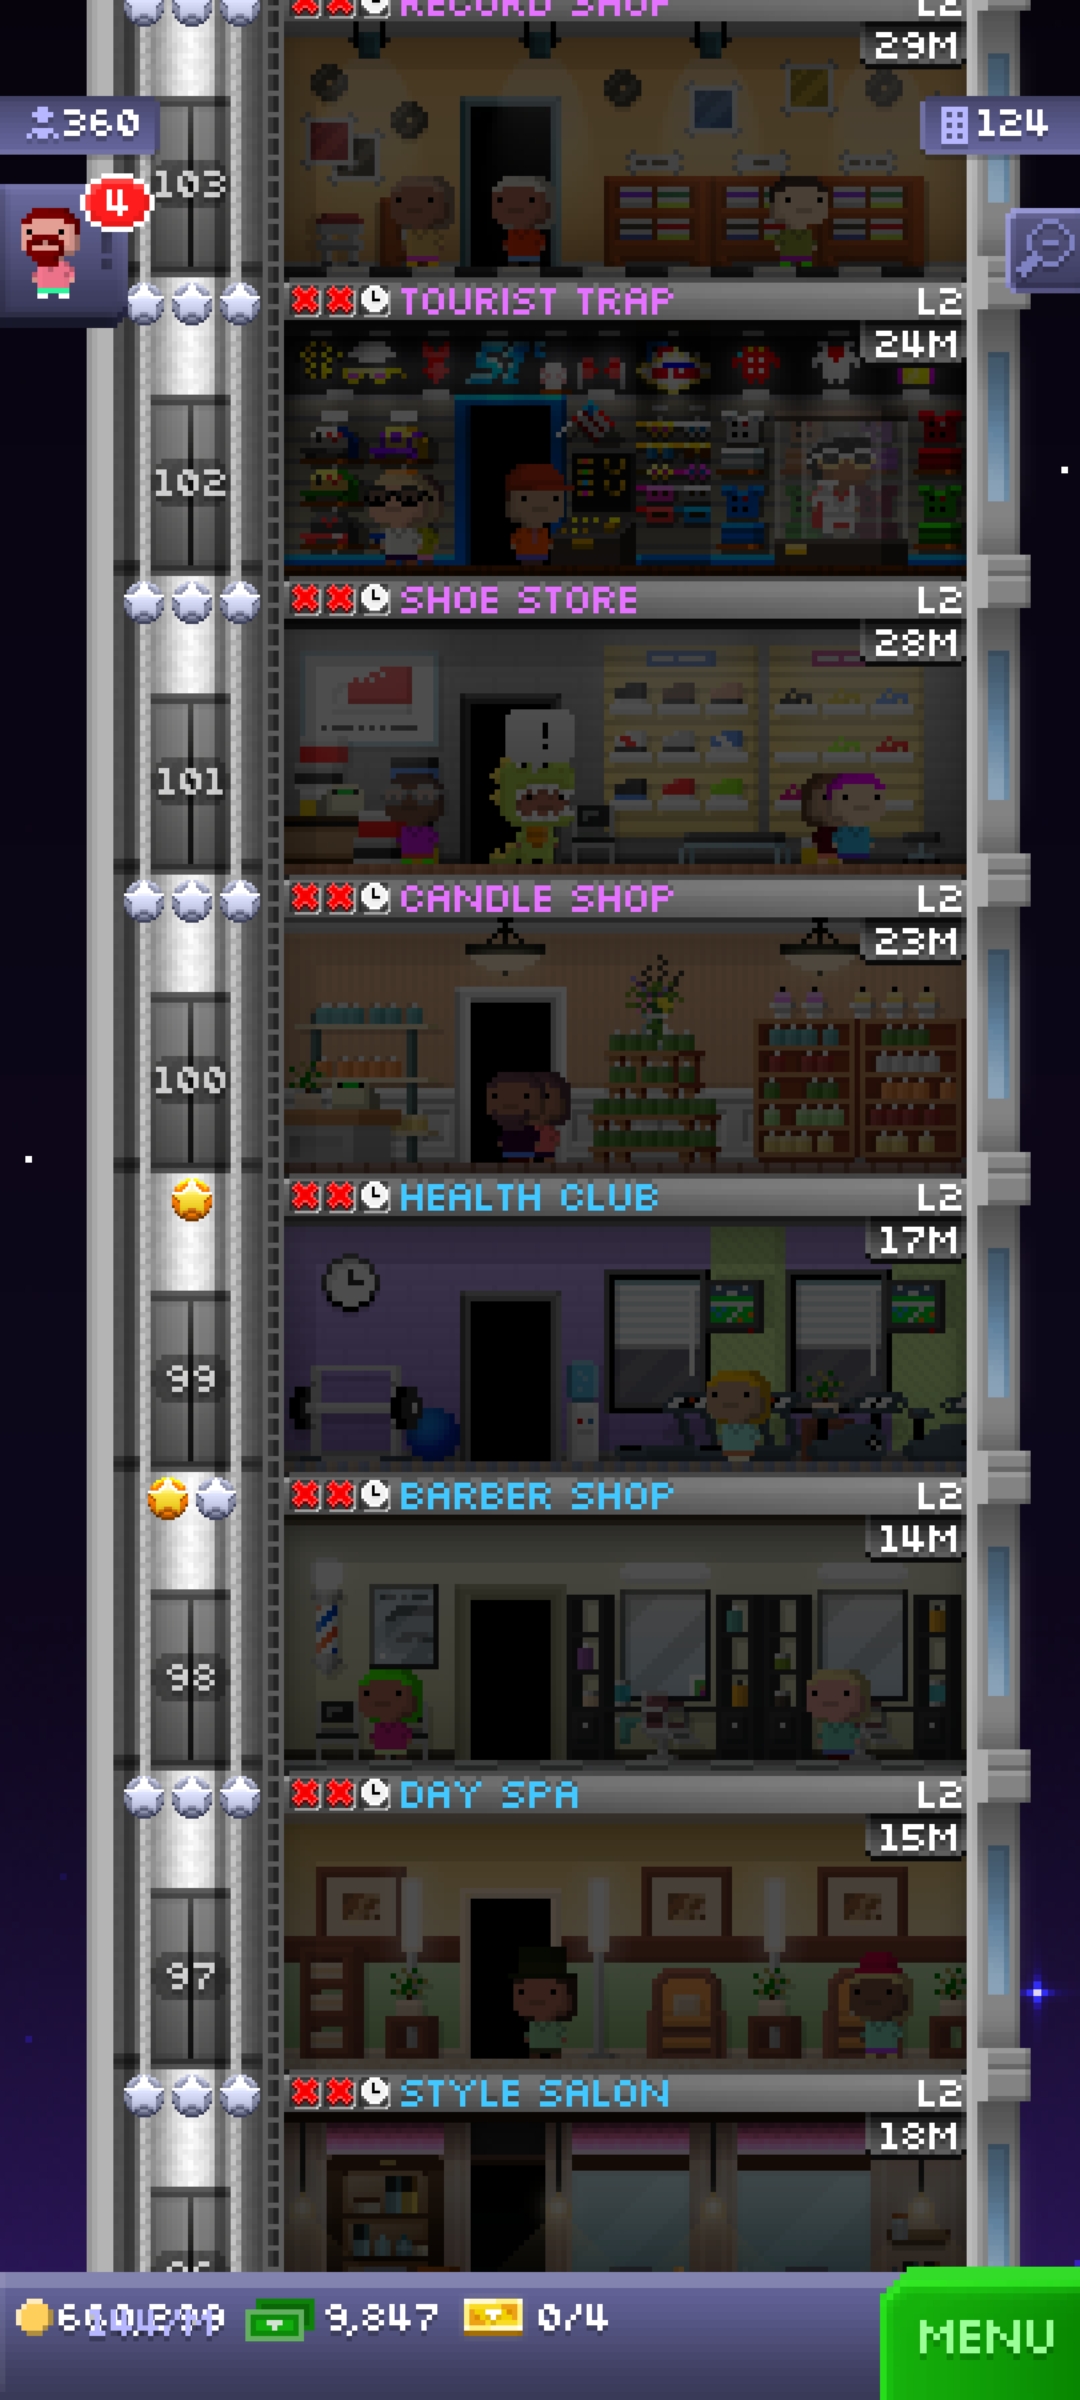 RECORD SHOP L2
29M
360
124
4
103
TOURIST TRAP L2
24M
102
SHOE STORE L2
28M
!
101
CANDLE SHOP L2
23M
100
HEALTH CLUB L2
17M
99
BARBER SHOP L2
14M
98
DAY SPA L2
15M
97
STYLE SALON L2
18M
9,847
0/4
MENU